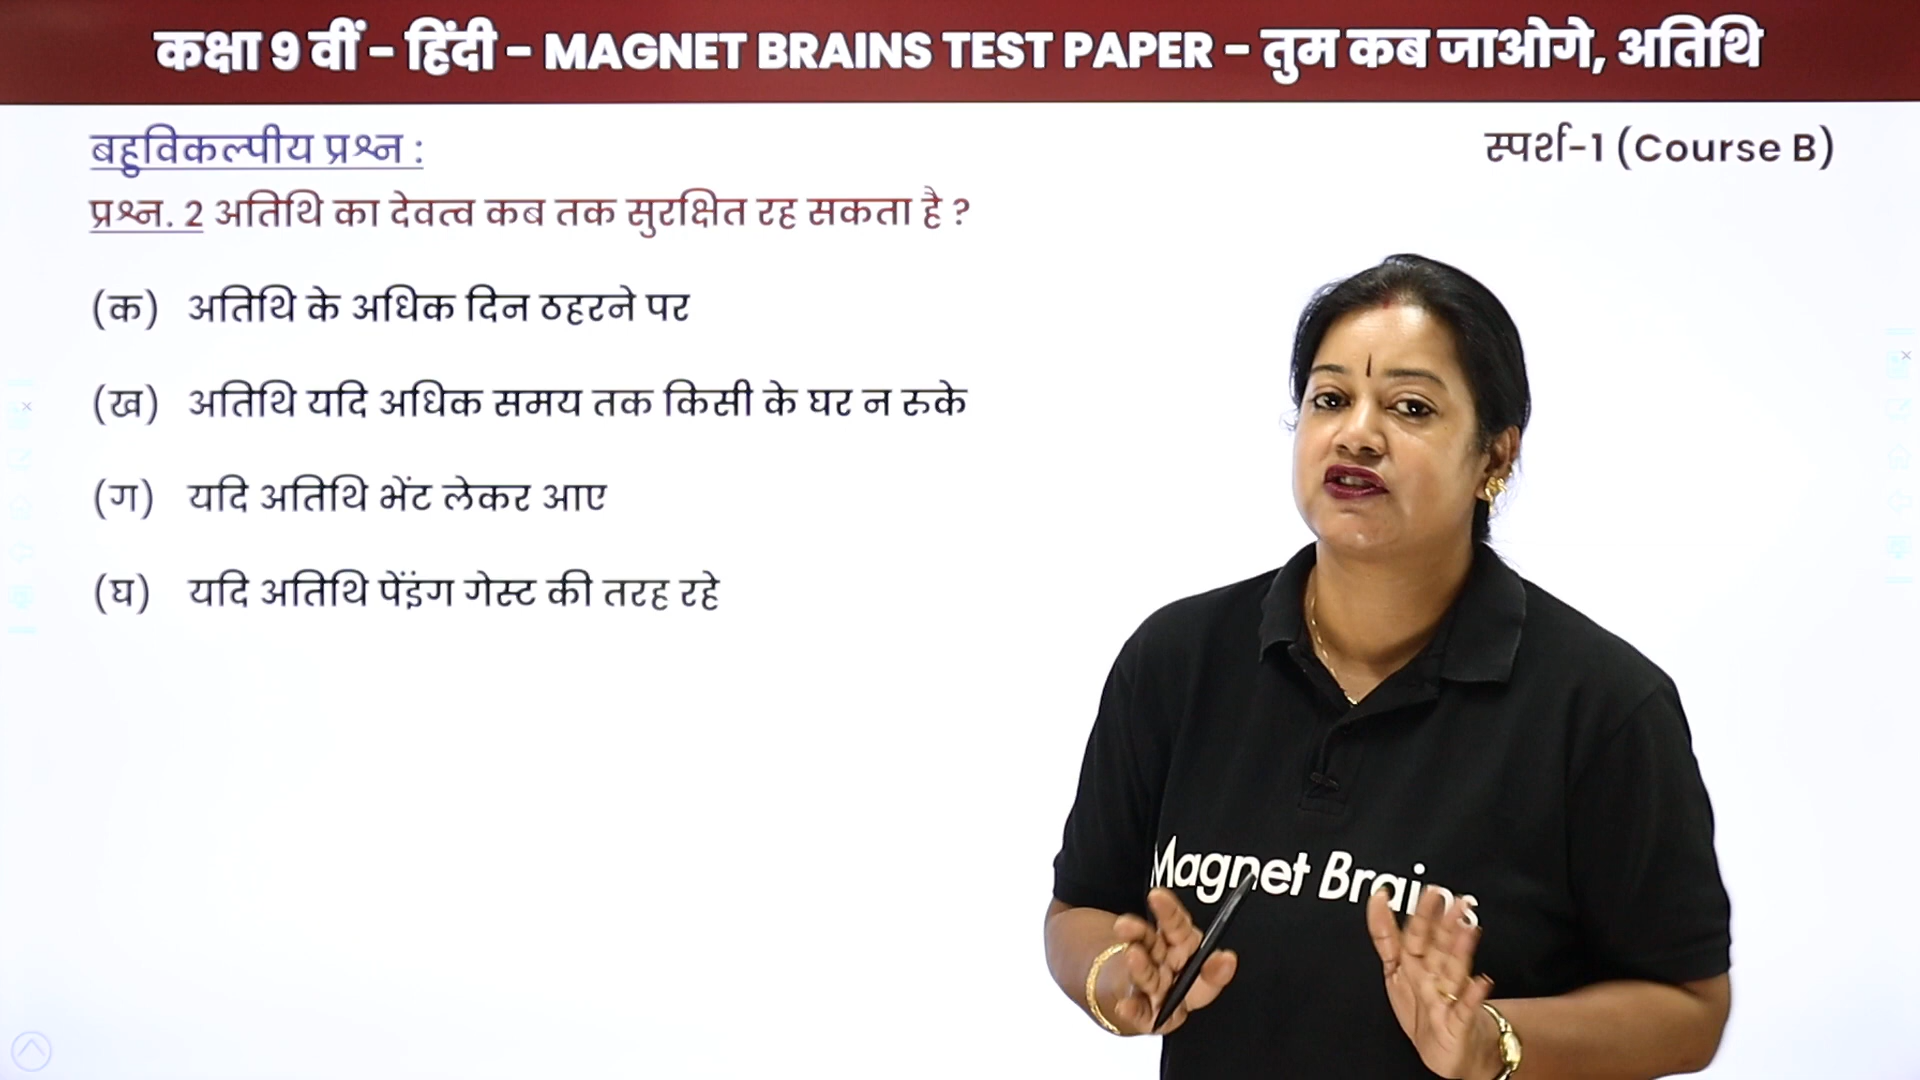 कक्षा 9 वीं - हिंदी - MAGNET BRAINS TEST PAPER - तुम कब जाओगे, अतिथि
बहुविकल्पीय प्रश्न :
स्पर्श-1 (Course B)
प्रश्न. 2 अतिथि का देवत्व कब तक सुरक्षित रह सकता है ?
(क) अतिथि के अधिक दिन ठहरने पर
(ख) अतिथि यदि अधिक समय तक किसी के घर न रुके
(ग) यदि अतिथि भेंट लेकर आए
(घ) यदि अतिथि पेंइंग गेस्ट की तरह रहे
Magnet Brains